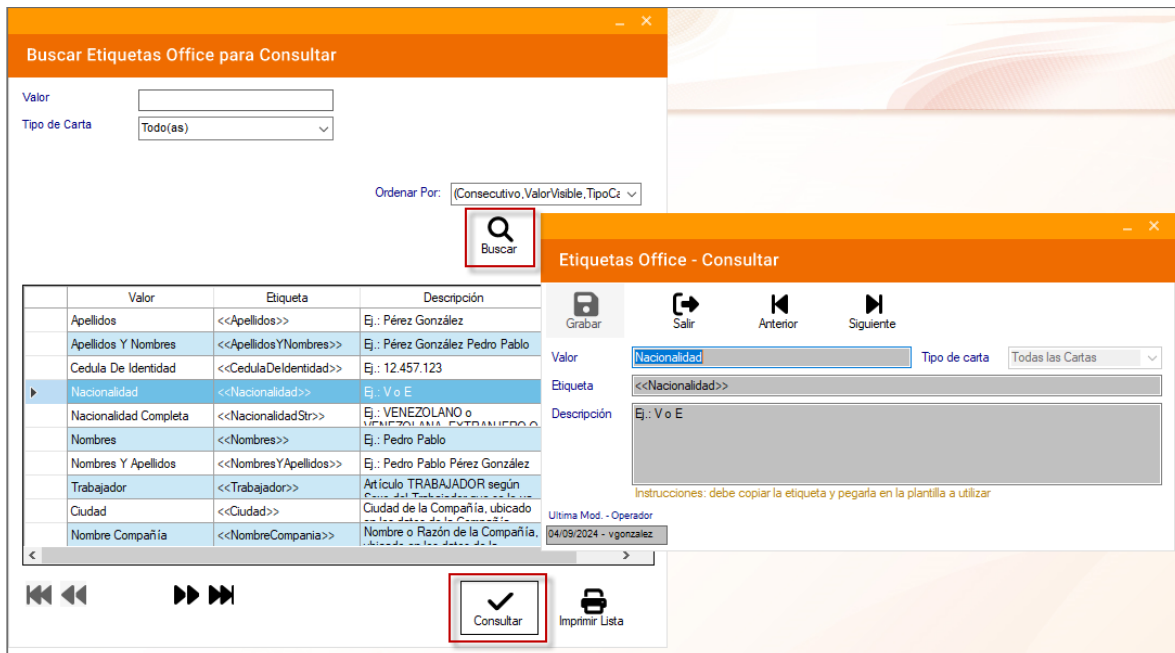 Buscar Etiquetas Office para Consultar
Valor
Tipo de Carta Todo(as)
Ordenar Por: (Consecutivo,ValorVisible,TipoCa
Buscar
Valor Etiqueta Descripción
Apellidos <<Apellidos>> Ej.: Pérez González
Apellidos Y Nombres <<ApellidosYNombres>> Ej.: Pérez González Pedro Pablo
Cedula De Identidad <<CedulaDeIdentidad>> Ej.: 12.457.123
Nacionalidad <<Nacionalidad>> Ej.: V o E
Nacionalidad Completa <<NacionalidadStr>> Ej.: VENEZOLANO o
VENEZOLANA, EXTRANJERO O
Nombres <<Nombres>> Ej.: Pedro Pablo
Nombres Y Apellidos <<NombresYApellidos>> Ej.: Pedro Pablo Pérez González
Trabajador <<Trabajador>> Artículo TRABAJADOR según
Ciudad <<Ciudad>> Ciudad de la Compañía, ubicado
Nombre Compañía <<NombreCompania>> Nombre o Razón de la Compañía,
Consultar
Imprimir Lista
Etiquetas Office - Consultar
Grabar Salir Anterior Siguiente
Valor Nacionalidad Tipo de carta Todas las Cartas
Etiqueta <<Nacionalidad>>
Descripción Ej.: V o E
Instrucciones: debe copiar la etiqueta y pegarla en la plantilla a utilizar
Ultima Mod. - Operador
04/09/2024 - vgonzalez